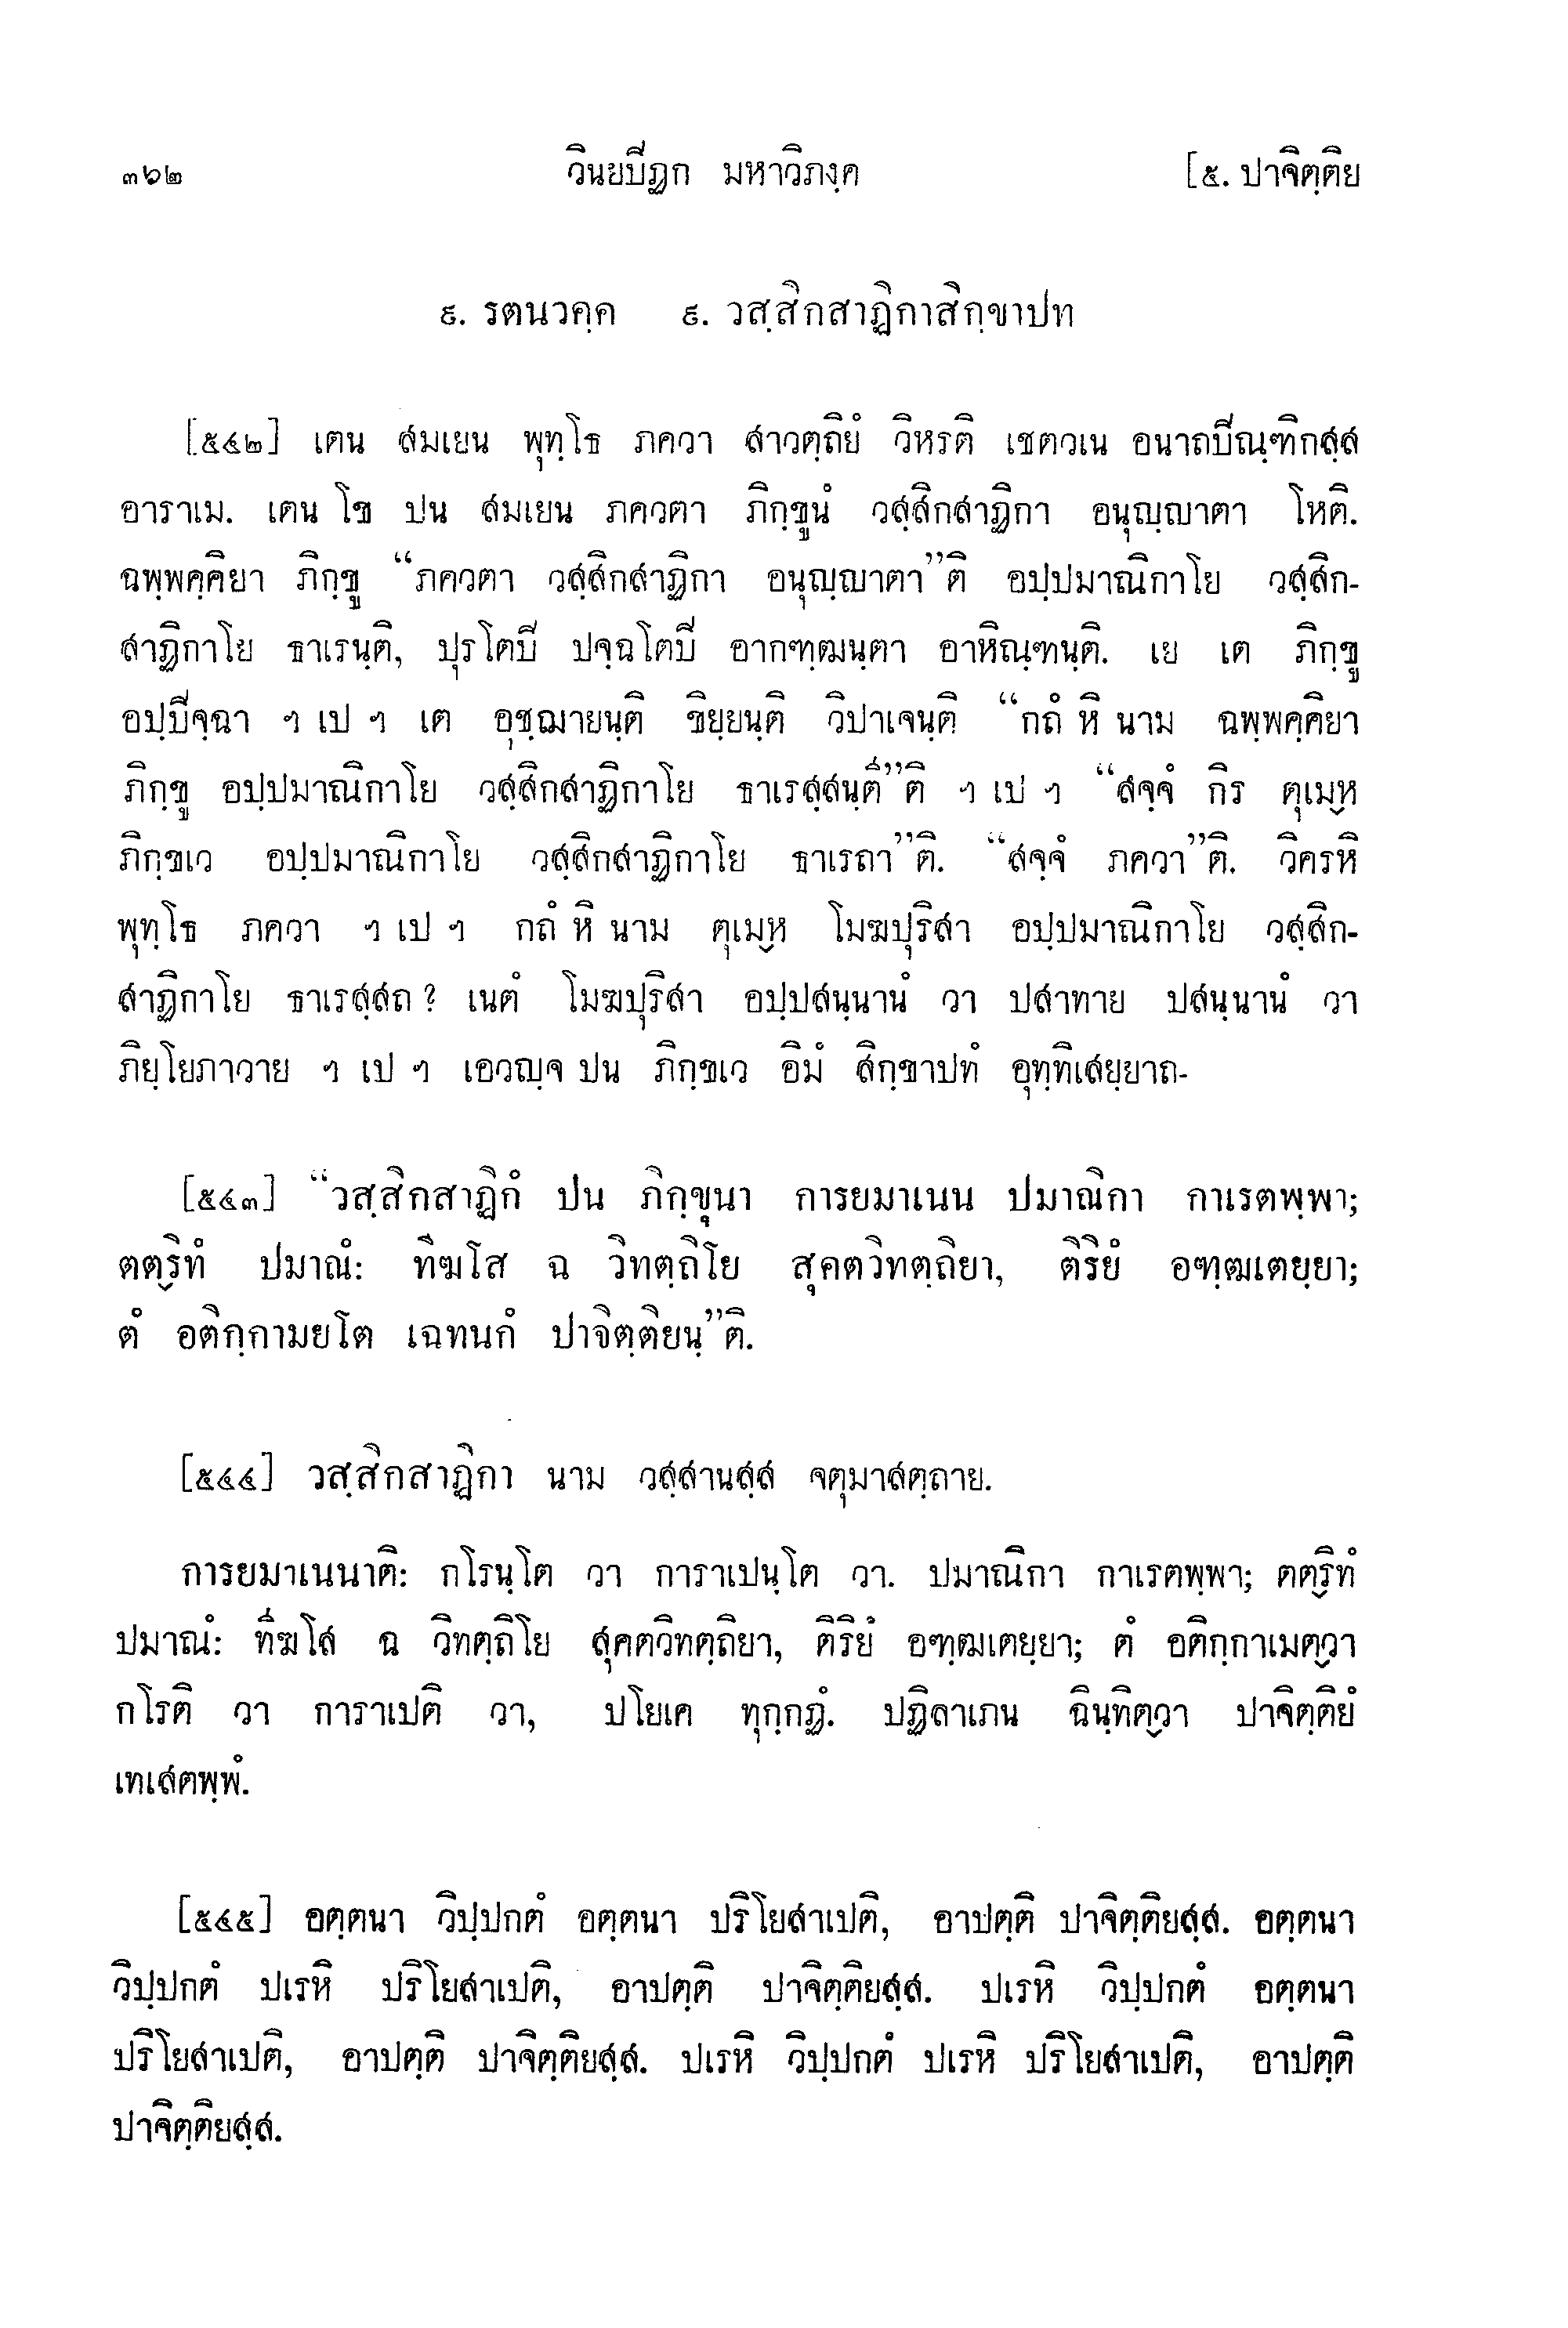 ๓๖๒ วินยปิฏก มหาวิภงฺค [๕. ปาจิตฺติย
๙. รตนวคฺค ๙. วสฺสิกสาฏิกาสิกฺขาปท
[๕๔๒] เตน สมเยน พุทฺโธ ภควา สาวตฺถิยํ วิหรติ เชตวเน อนาถปิณฺฑิกสฺส
อาราเม. เตน โข ปน สมเยน ภควตา ภิกฺขูนํ วสฺสิกสาฏิกา อนุญฺญาตา โหติ.
ฉพฺพคฺคิยา ภิกฺขู “ภควตา วสฺสิกสาฏิกา อนุญฺญาตา”ติ อปฺปมาณิกาโย วสฺสิก-
สาฏิกาโย ธาเรนฺติ, ปุรโตปิ ปจฺฉโตปิ อากฑฺฒนฺตา อาหิณฺฑนฺติ. เย เต ภิกฺขู
อปฺปิจฺฉา ฯ เป ฯ เต อุชฺฌายนฺติ ขิยฺยนฺติ วิปาเจนฺติ “กถํ หิ นาม ฉพฺพคฺคิยา
ภิกฺขู อปฺปมาณิกาโย วสฺสิกสาฏิกาโย ธาเรสฺสนฺตี”ติ ฯ เป ฯ “สจฺจํ กิร ตุเมฺห
ภิกฺขเว อปฺปมาณิกาโย วสฺสิกสาฏิกาโย ธาเรถา”ติ. “สจฺจํ ภควา”ติ. วิครหิ
พุทฺโธ ภควา ฯ เป ฯ กถํ หิ นาม ตุเมฺห โมฆปุริสา อปฺปมาณิกาโย วสฺสิก-
สาฏิกาโย ธาเรสฺสถ? เนตํ โมฆปุริสา อปฺปสนฺนานํ วา ปสาทาย ปสนฺนานํ วา
ภิยฺโยภาวาย ฯ เป ฯ เอวญฺจ ปน ภิกฺขเว อิมํ สิกฺขาปทํ อุทฺทิเสยฺยาถ-
[๕๔๓] “วสฺสิกสาฏิกํ ปน ภิกฺขุนา การยมาเนน ปมาณิกา กาเรตพฺพา;
ตตฺริทํ ปมาณํ: ทีฆโส ฉ วิทตฺถิโย สุคตวิทตฺถิยา, ติริยํ อฑฺฒเตยฺยา;
ตํ อติกฺกามยโต เฉทนกํ ปาจิตฺติยนฺ”ติ.
[๕๔๔] วสฺสิกสาฏิกา นาม วสฺสานสฺส จตุมาสตฺถาย.
การยมาเนนาติ: กโรนฺโต วา การาเปนฺโต วา. ปมาณิกา กาเรตพฺพา; ตตฺริทํ
ปมาณํ: ทีฆโส ฉ วิทตฺถิโย สุคตวิทตฺถิยา, ติริยํ อฑฺฒเตยฺยา; ตํ อติกฺกาเมตฺวา
กโรติ วา การาเปติ วา, ปโยเค ทุกฺกฏํ. ปฏิลาเภน ฉินฺทิตฺวา ปาจิตฺติยํ
เทเสตพฺพํ.
[๕๔๕] อตฺตนา วิปฺปกตํ อตฺตนา ปริโยสาเปติ, อาปตฺติ ปาจิตฺติยสฺส. อตฺตนา
วิปฺปกตํ ปเรหิ ปริโยสาเปติ, อาปตฺติ ปาจิตฺติยสฺส. ปเรหิ วิปฺปกตํ อตฺตนา
ปริโยสาเปติ, อาปตฺติ ปาจิตฺติยสฺส. ปเรหิ วิปฺปกตํ ปเรหิ ปริโยสาเปติ, อาปตฺติ
ปาจิตฺติยสฺส.